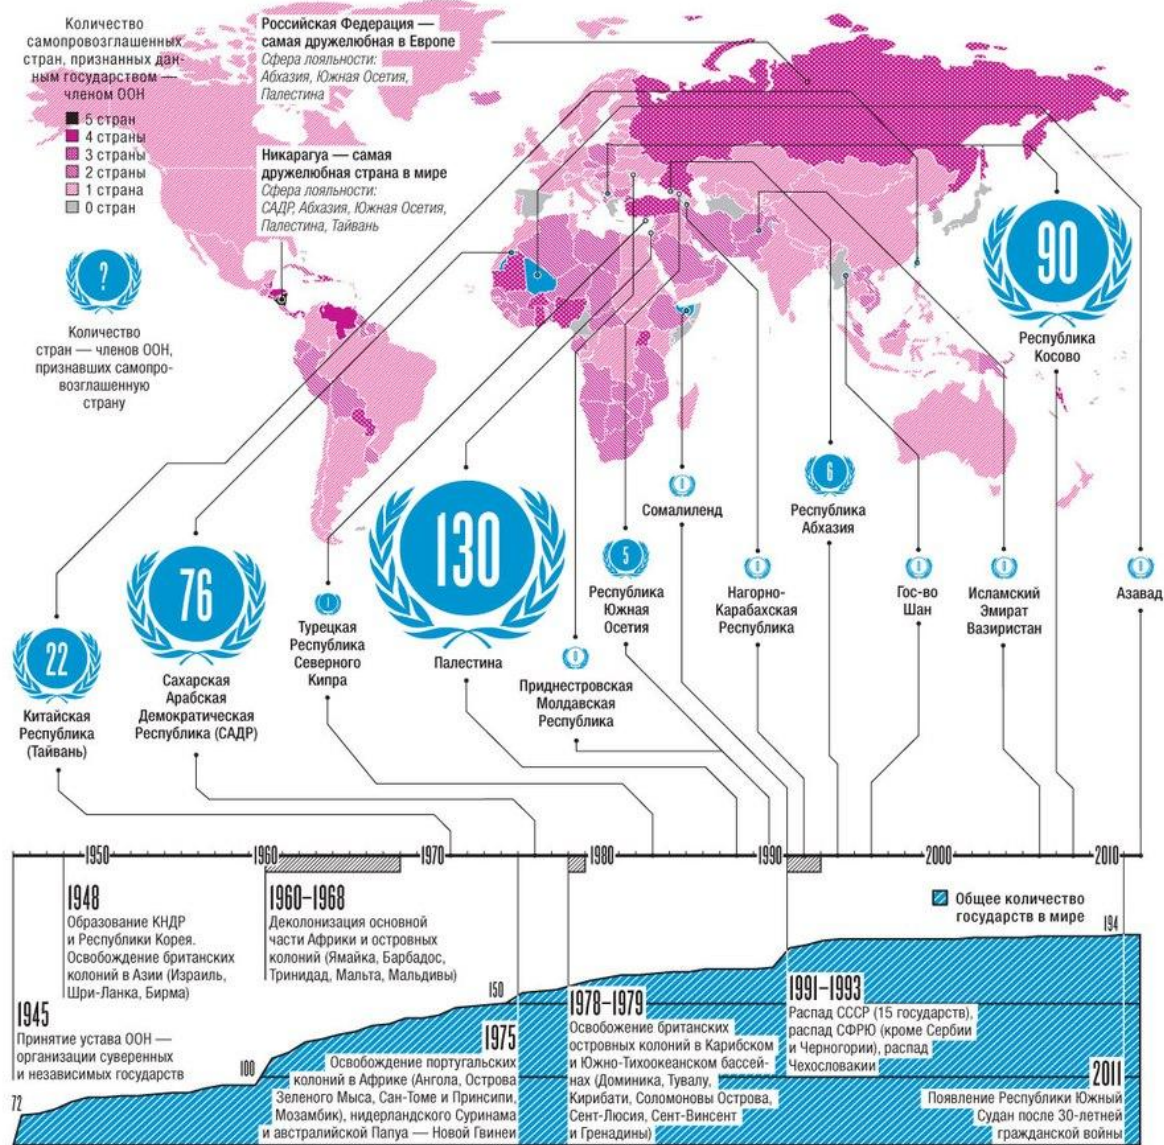 Количество
самопровозглашенных
стран, признанных дан-
ным государством —
членом ООН
5 стран
4 страны
3 страны
2 страны
1 страна
0 стран
Российская Федерация —
самая дружелюбная в Европе
Сфера лояльности:
Абхазия, Южная Осетия,
Палестина
Никарагуа — самая
дружелюбная страна в мире
Сфера лояльности:
САДР, Абхазия, Южная Осетия,
Палестина, Тайвань
?
Количество
стран — членов ООН,
признавших самопро-
возглашенную
страну
90
Республика
Косово
22
Китайская
Республика
(Тайвань)
76
Сахарская
Арабская
Демократическая
Республика (САДР)
1
Турецкая
Республика
Северного
Кипра
130
Палестина
0
Приднестровская
Молдавская
Республика
5
Республика
Южная
Осетия
0
Сомалиленд
0
Нагорно-
Карабахская
Республика
6
Республика
Абхазия
0
Гос-во
Шан
0
Исламский
Эмират
Вазиристан
0
Азавад
1950 1960 1970 1980 1990 2000 2010
1948
Образование КНДР
и Республики Корея.
Освобождение британских
колоний в Азии (Израиль,
Шри-Ланка, Бирма)
1960–1968
Деколонизация основной
части Африки и островных
колоний (Ямайка, Барбадос,
Тринидад, Мальта, Мальдивы)
Общее количество
государств в мире
194
1945
Принятие устава ООН —
организации суверенных
и независимых государств
72
100
150
1975
Освобождение португальских
колоний в Африке (Ангола, Острова
Зеленого Мыса, Сан-Томе и Принсипи,
Мозамбик), нидерландского Суринама
и австралийской Папуа — Новой Гвинеи
1978–1979
Освобожение британских
островных колоний в Карибском
и Южно-Тихоокеанском бассей-
нах (Доминика, Тувалу,
Кирибати, Соломоновы Острова,
Сент-Люсия, Сент-Винсент
и Гренадины)
1991–1993
Распад СССР (15 государств),
распад СФРЮ (кроме Сербии
и Черногории), распад
Чехословакии
2011
Появление Республики Южный
Судан после 30-летней
гражданской войны